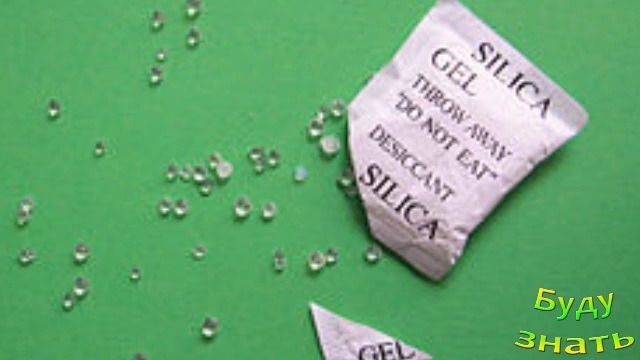 SILICA
GEL
THROW AWAY
"DO NOT EAT"
DESICCANT
SILICA
GEL
Буду
знать